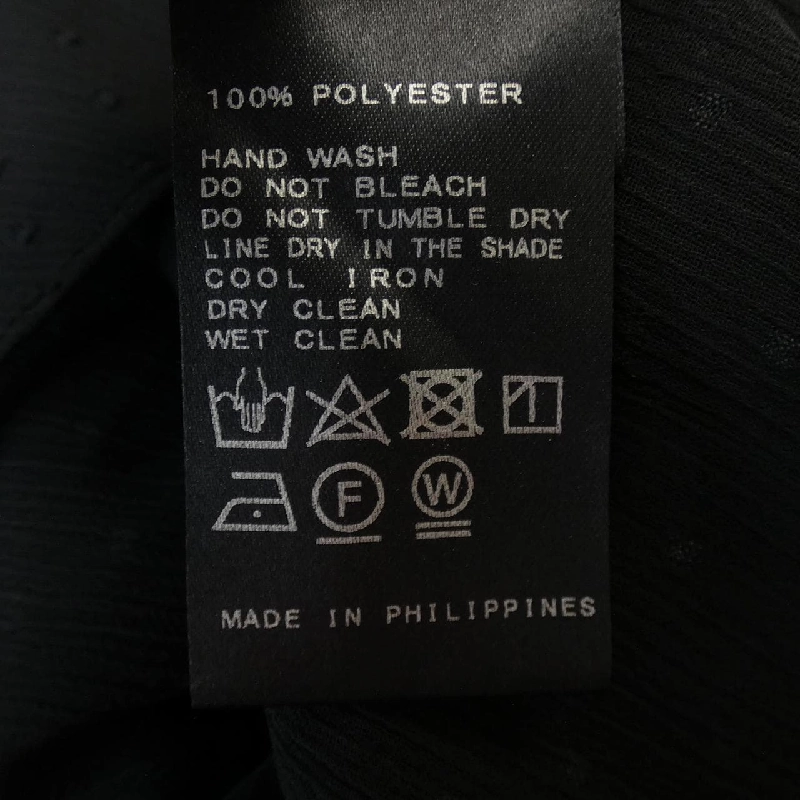 100% POLYESTER
HAND WASH
DO NOT BLEACH
DO NOT TUMBLE DRY
LINE DRY IN THE SHADE
COOL IRON
DRY CLEAN
WET CLEAN
F W
MADE IN PHILIPPINES